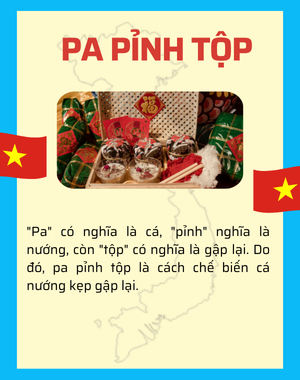 PA PỈNH TỘP
"Pa" có nghĩa là cá, "pỉnh" nghĩa là
nướng, còn "tộp" có nghĩa là gập lại. Do
đó, pa pỉnh tộp là cách chế biến cá
nướng kẹp gập lại.